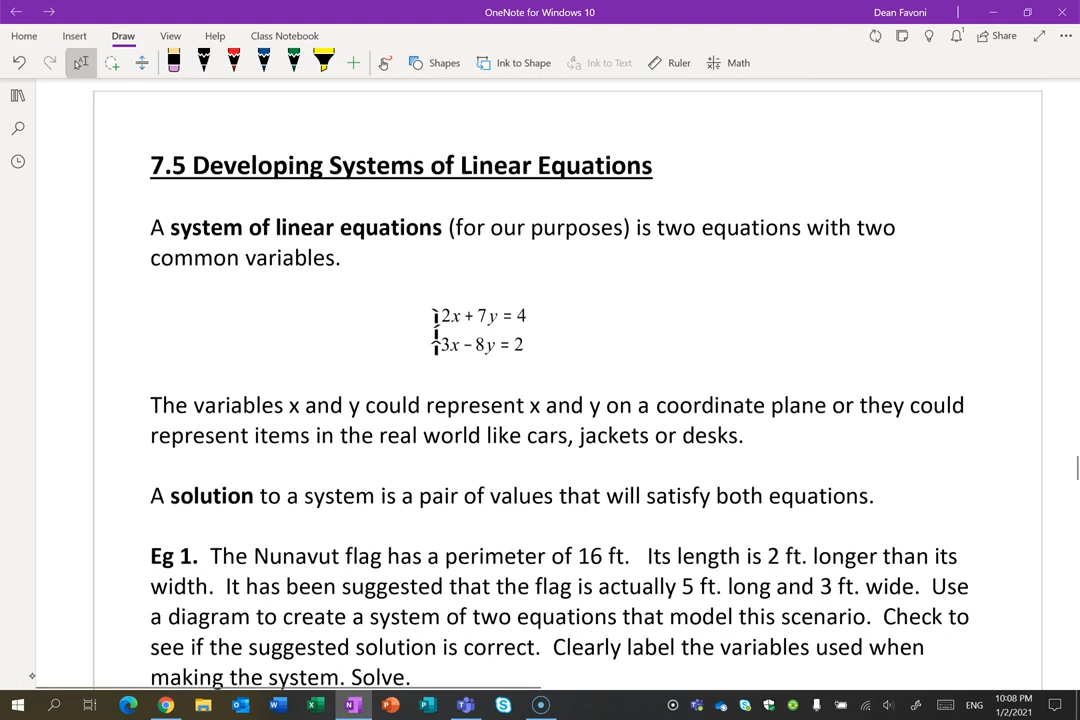 OneNote for Windows 10
Dean Favoni
Home Insert Draw View Help Class Notebook
Share
Shapes Ink to Shape Ink to Text Ruler Math
7.5 Developing Systems of Linear Equations
A system of linear equations (for our purposes) is two equations with two
common variables.
2x + 7y = 4
3x − 8y = 2
The variables x and y could represent x and y on a coordinate plane or they could
represent items in the real world like cars, jackets or desks.
A solution to a system is a pair of values that will satisfy both equations.
Eg 1. The Nunavut flag has a perimeter of 16 ft. Its length is 2 ft. longer than its
width. It has been suggested that the flag is actually 5 ft. long and 3 ft. wide. Use
a diagram to create a system of two equations that model this scenario. Check to
see if the suggested solution is correct. Clearly label the variables used when
making the system. Solve.
ENG
10:08 PM
1/2/2021